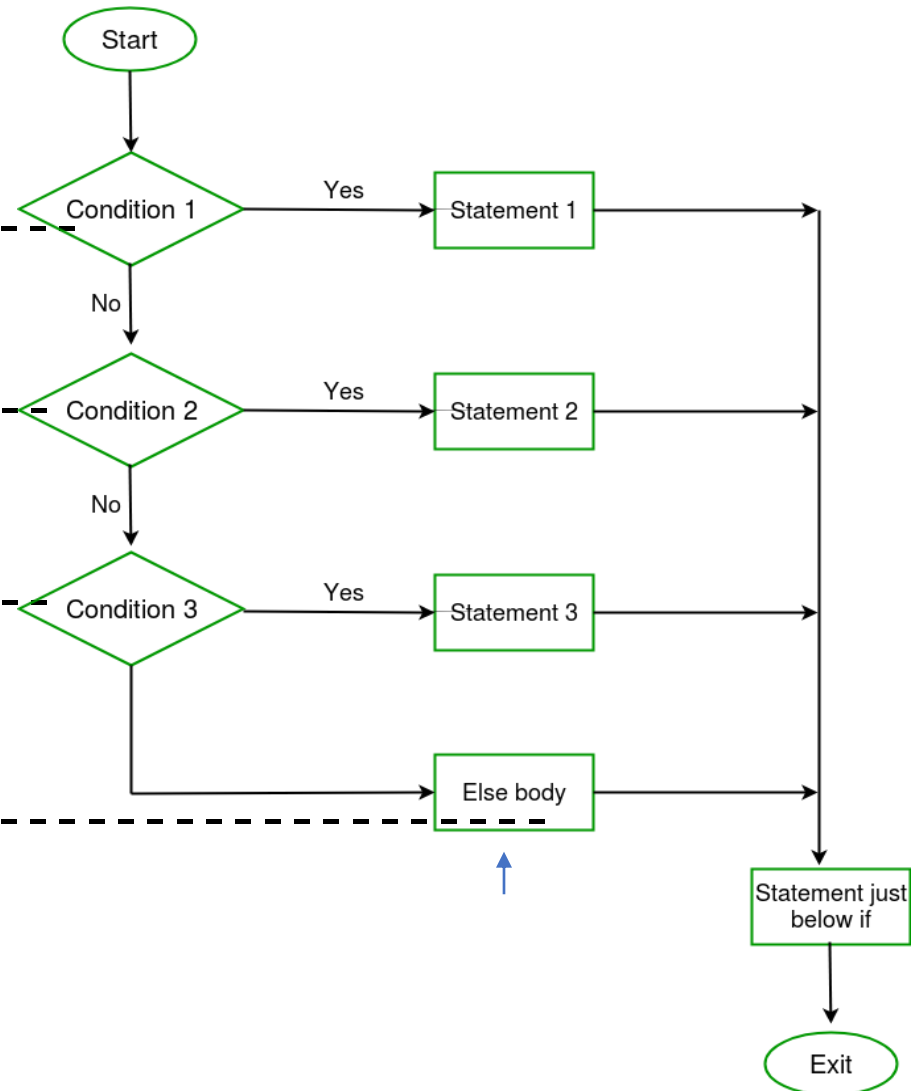 Start
Condition 1
Yes
Statement 1
No
Condition 2
Yes
Statement 2
No
Condition 3
Yes
Statement 3
Else body
Statement just
below if
Exit